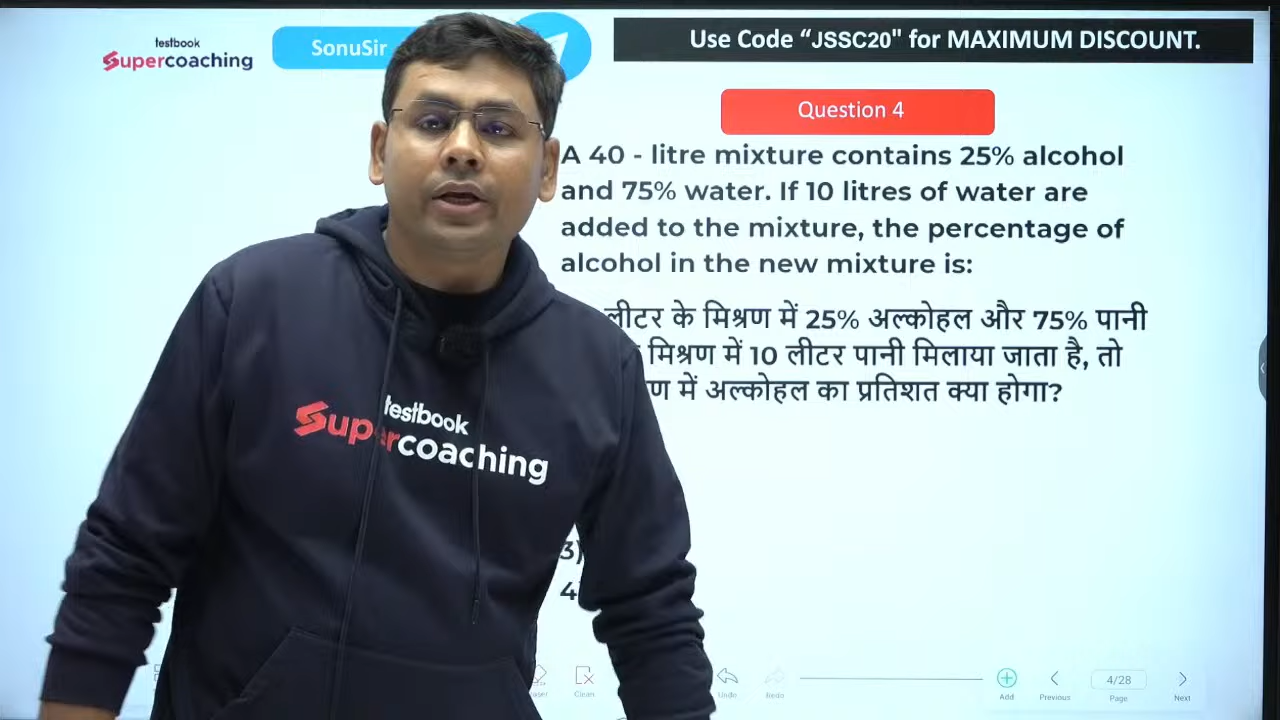 testbook
Supercoaching
SonuSir
Use Code “JSSC20" for MAXIMUM DISCOUNT.
Question 4
A 40 - litre mixture contains 25% alcohol
and 75% water. If 10 litres of water are
added to the mixture, the percentage of
alcohol in the new mixture is:
लीटर के मिश्रण में 25% अल्कोहल और 75% पानी
मिश्रण में 10 लीटर पानी मिलाया जाता है, तो
में अल्कोहल का प्रतिशत क्या होगा?
testbook
Supercoaching
3)
4
Clean
Undo
Redo
Add
Previous
4/28
Page
Next